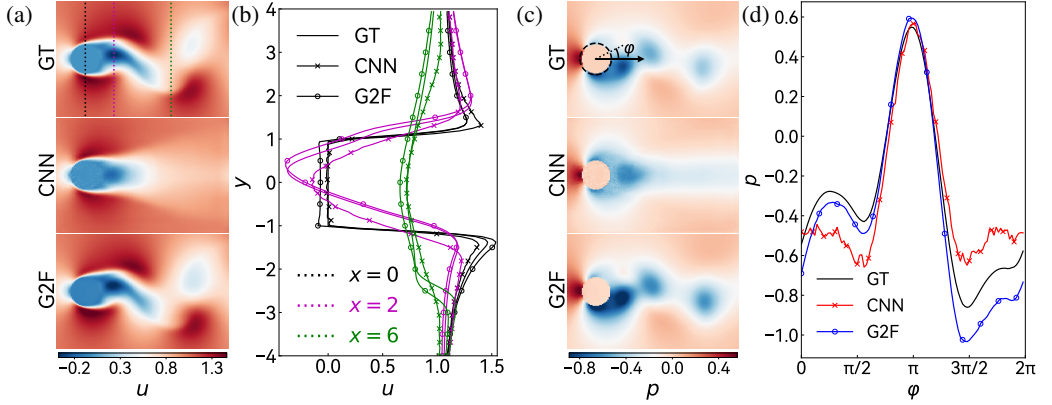 (a)
GT
CNN
G2F
−0.2 0.3 1.3
u
(b)
GT
CNN
G2F
x = 0
x = 2
x = 6
y
4
3
2
1
0
−1
−2
−3
−4
0.0 0.5 1.0 1.5
u
(c)
φ
GT
CNN
G2F
−0.8 −0.4 0.0 0.4
p
(d)
p
0.6
0.4
0.2
0.0
−0.2
−0.4
−0.6
−0.8
−1.0
GT
CNN
G2F
0 π/2 π 3π/2 2π
φ